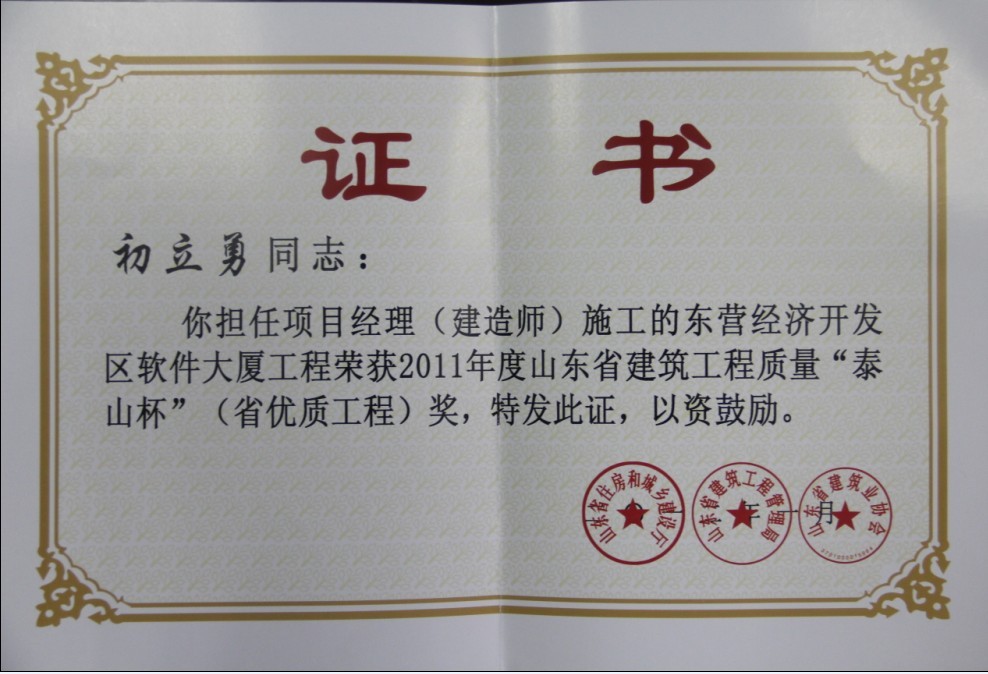 证书
初立勇同志：
你担任项目经理（建造师）施工的东营经济开发
区软件大厦工程荣获2011年度山东省建筑工程质量“泰
山杯”（省优质工程）奖，特发此证，以资鼓励。
山东省住房和城乡建设厅
山东省建筑工程管理局
山东省建筑业协会
年一月